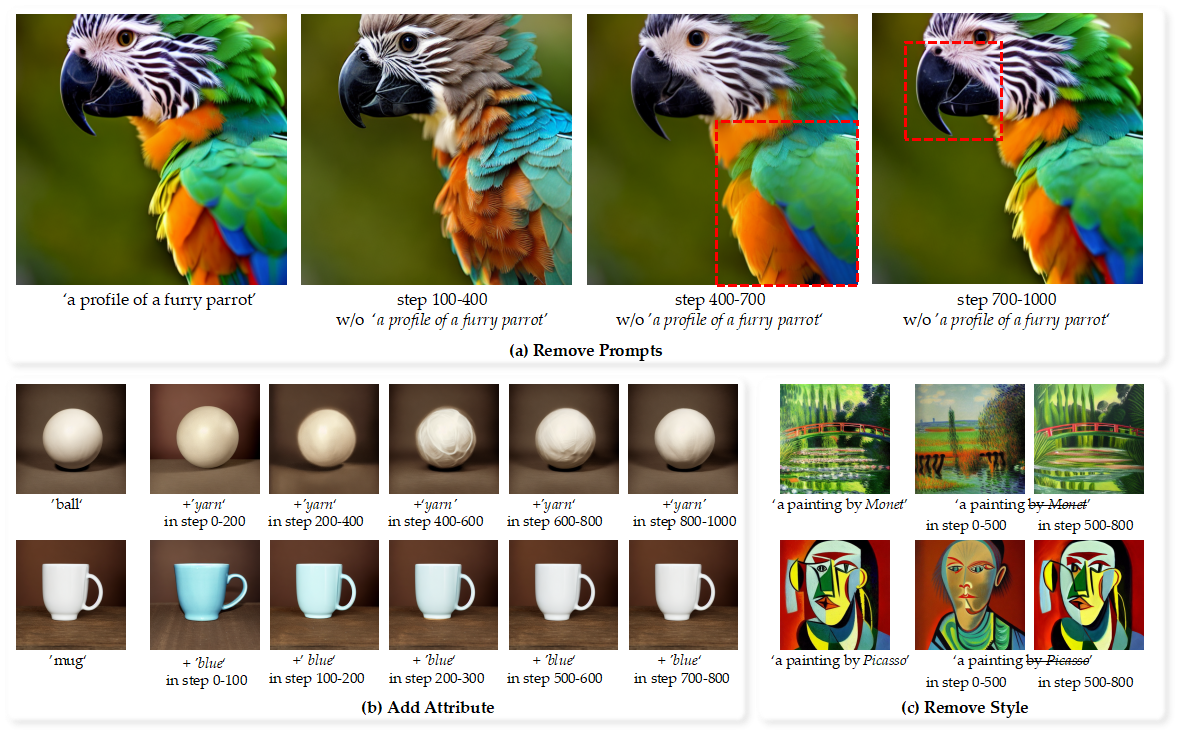 ‘a profile of a furry parrot’
step 100-400
w/o ‘a profile of a furry parrot’
step 400-700
w/o ‘a profile of a furry parrot‘
step 700-1000
w/o ‘a profile of a furry parrot‘
(a) Remove Prompts
‘ball‘
+‘yarn‘
in step 0-200
+‘yarn‘
in step 200-400
+‘yarn’
in step 400-600
+‘yarn‘
in step 600-800
+‘yarn’
in step 800-1000
‘mug‘
+ ‘blue‘
in step 0-100
+‘ blue‘
in step 100-200
+ ‘blue‘
in step 200-300
+ ‘blue‘
in step 500-600
+ ‘blue‘
in step 700-800
(b) Add Attribute
‘a painting by Monet’
‘a painting by Monet’
in step 0-500
in step 500-800
‘a painting by Picasso’
‘a painting by Picasso’
in step 0-500
in step 500-800
(c) Remove Style